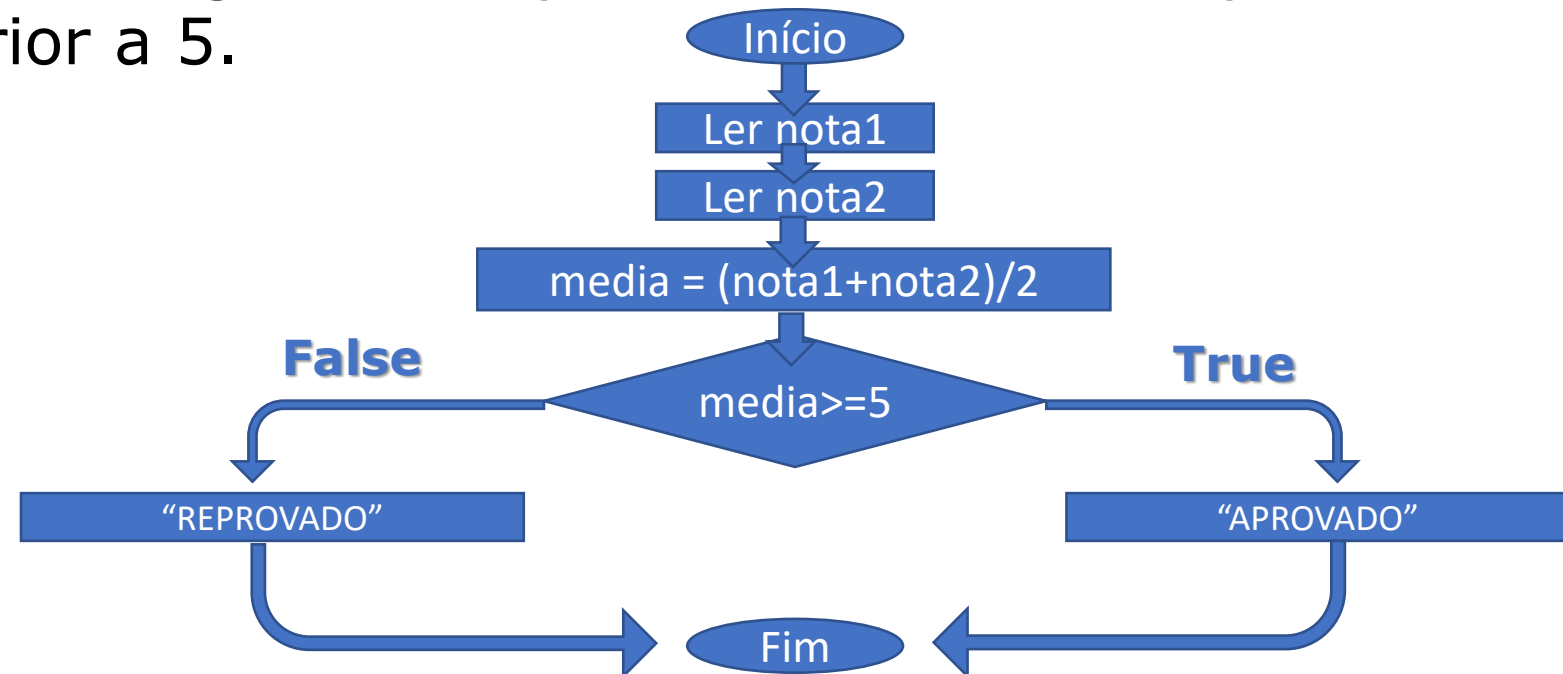 rior a 5.
Início
Ler nota1
Ler nota2
media = (nota1+nota2)/2
False
True
media>=5
“REPROVADO”
“APROVADO”
Fim